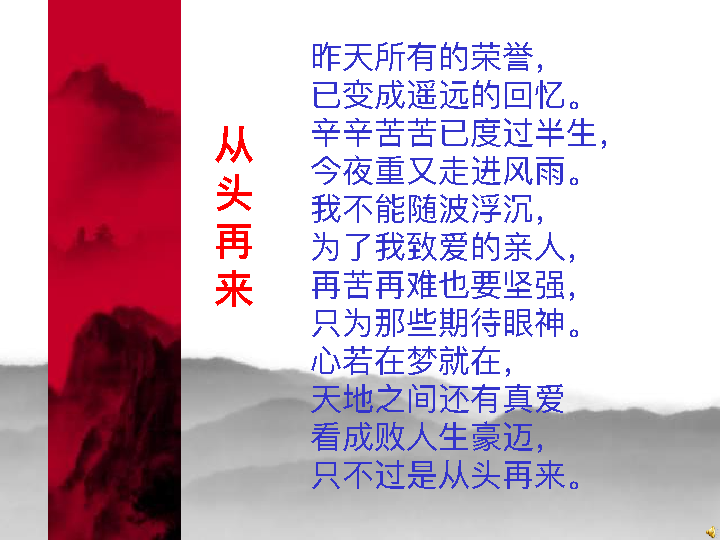 从头再来
昨天所有的荣誉，
已变成遥远的回忆。
辛辛苦苦已度过半生，
今夜重又走进风雨。
我不能随波浮沉，
为了我致爱的亲人，
再苦再难也要坚强，
只为那些期待眼神。
心若在梦就在，
天地之间还有真爱
看成败人生豪迈，
只不过是从头再来。